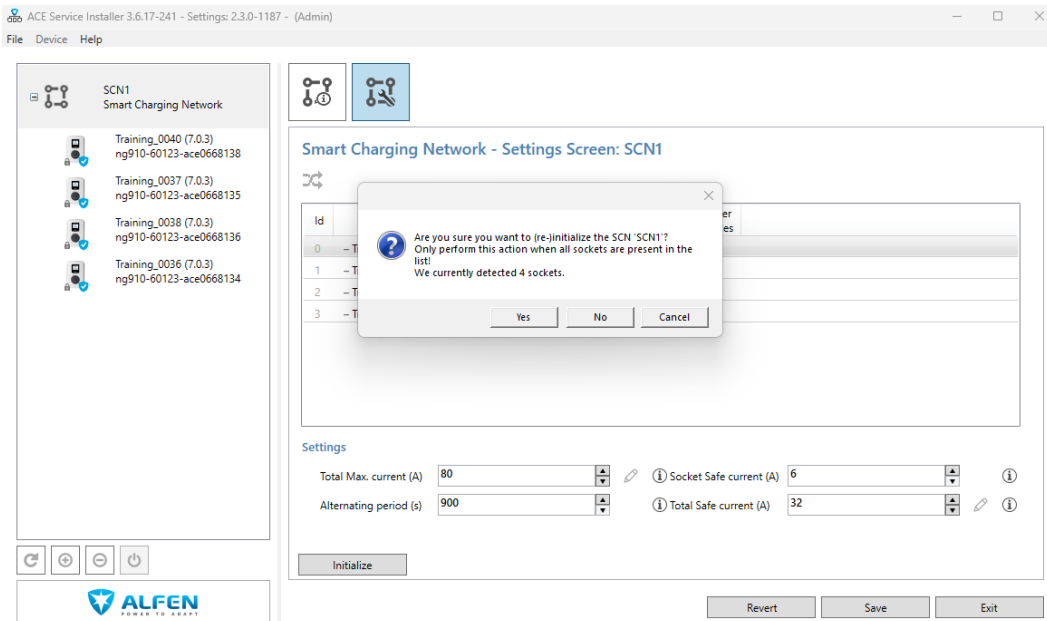 ACE Service Installer 3.6.17-241 - Settings: 2.3.0-1187 - (Admin)
File Device Help
SCN1
Smart Charging Network
Training_0040 (7.0.3)
ng910-60123-ace0668138
Training_0037 (7.0.3)
ng910-60123-ace0668135
Training_0038 (7.0.3)
ng910-60123-ace0668136
Training_0036 (7.0.3)
ng910-60123-ace0668134
ALFEN
POWER TO ADAPT
Smart Charging Network - Settings Screen: SCN1
Id
0
1
2
3
Are you sure you want to (re-)initialize the SCN 'SCN1'?
Only perform this action when all sockets are present in the
list!
We currently detected 4 sockets.
Yes No Cancel
Settings
Total Max. current (A) 80 Socket Safe current (A) 6
Alternating period (s) 900 Total Safe current (A) 32
Initialize
Revert Save Exit